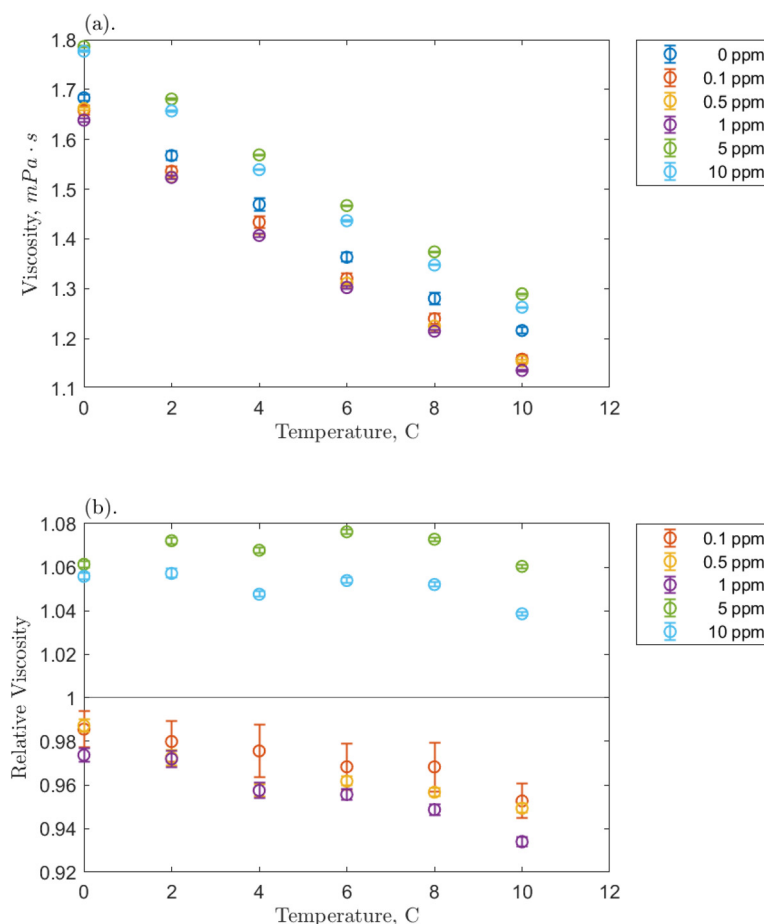 (a).
1.8
1.7
1.6
1.5
1.4
1.3
1.2
1.1
Viscosity, mPa · s
0 2 4 6 8 10 12
Temperature, C
0 ppm
0.1 ppm
0.5 ppm
1 ppm
5 ppm
10 ppm
(b).
1.08
1.06
1.04
1.02
1
0.98
0.96
0.94
0.92
Relative Viscosity
0 2 4 6 8 10 12
Temperature, C
0.1 ppm
0.5 ppm
1 ppm
5 ppm
10 ppm